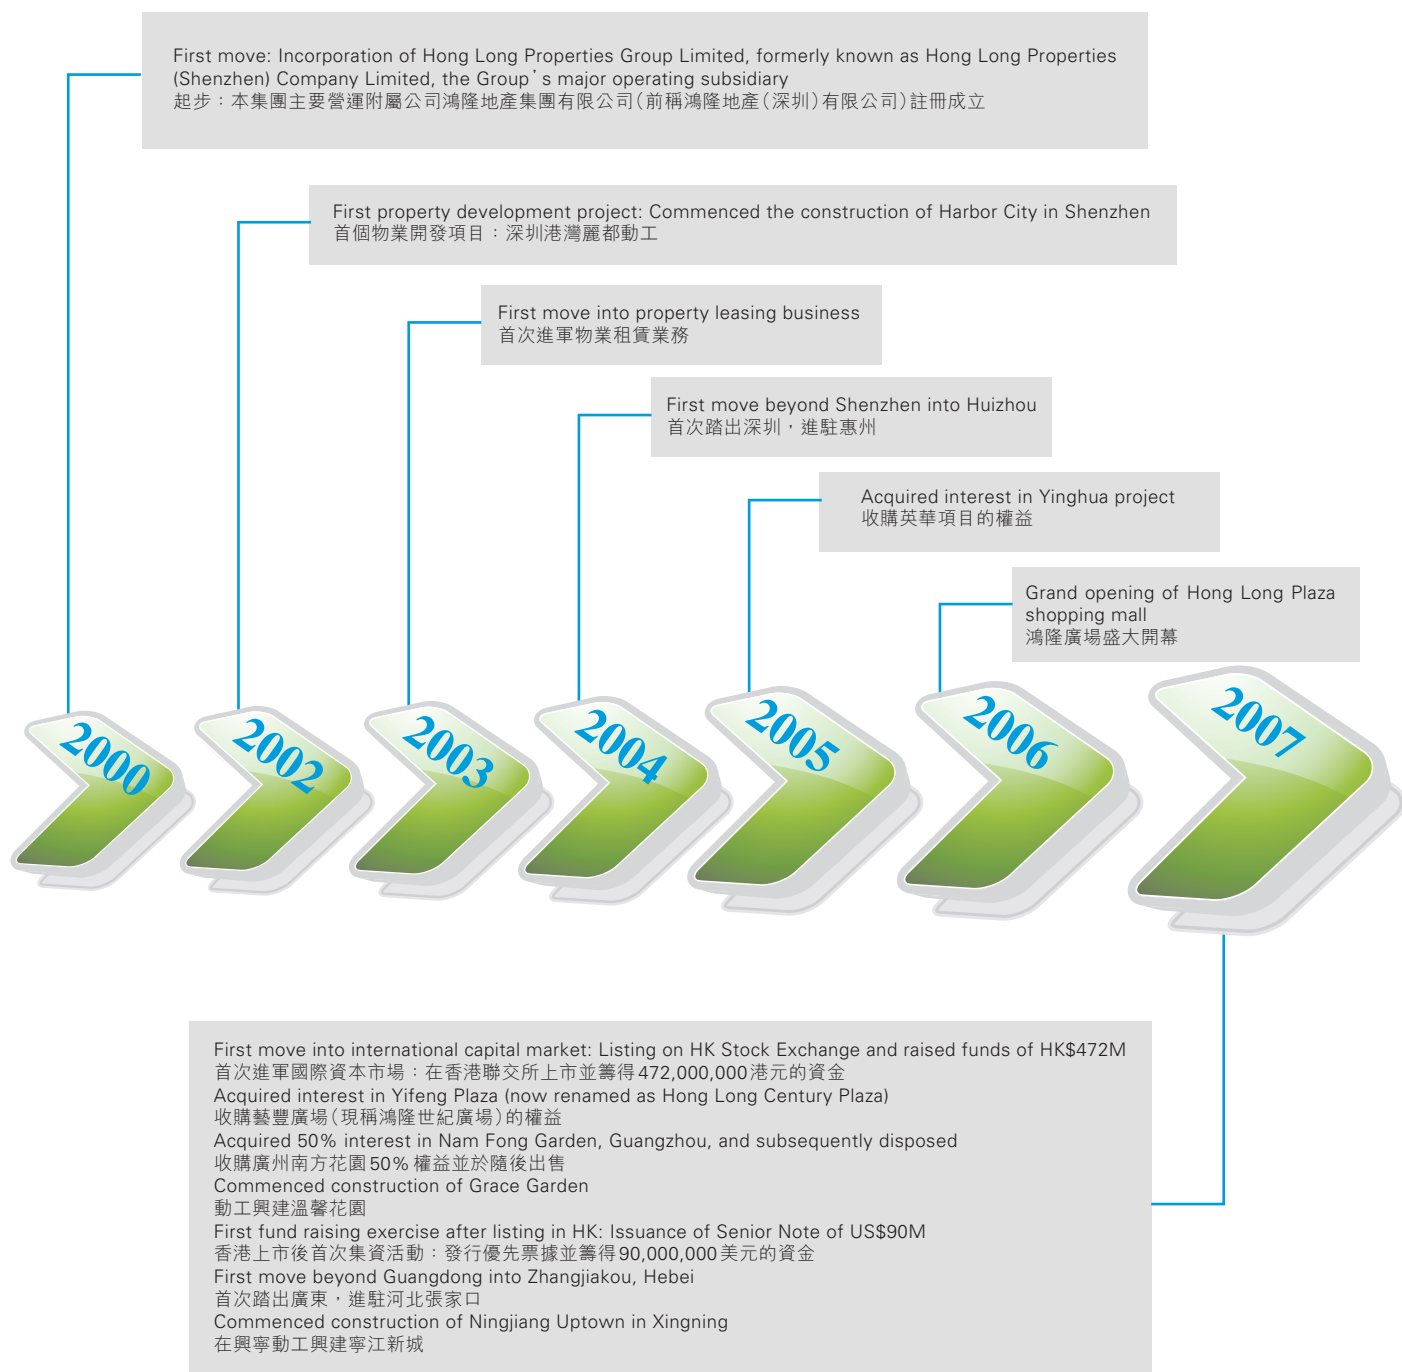 First move: Incorporation of Hong Long Properties Group Limited, formerly known as Hong Long Properties
(Shenzhen) Company Limited, the Group's major operating subsidiary
起步：本集團主要營運附屬公司鴻隆地產集團有限公司（前稱鴻隆地產（深圳）有限公司）註冊成立
First property development project: Commenced the construction of Harbor City in Shenzhen
首個物業開發項目：深圳港灣麗都動工
First move into property leasing business
首次進軍物業租賃業務
First move beyond Shenzhen into Huizhou
首次踏出深圳，進駐惠州
Acquired interest in Yinghua project
收購英華項目的權益
Grand opening of Hong Long Plaza
shopping mall
鴻隆廣場盛大開幕
2000
2002
2003
2004
2005
2006
2007
First move into international capital market: Listing on HK Stock Exchange and raised funds of HK$472M
首次進軍國際資本市場：在香港聯交所上市並籌得472,000,000港元的資金
Acquired interest in Yifeng Plaza (now renamed as Hong Long Century Plaza)
收購藝豐廣場（現稱鴻隆世紀廣場）的權益
Acquired 50% interest in Nam Fong Garden, Guangzhou, and subsequently disposed
收購廣州南方花園50%權益並於隨後出售
Commenced construction of Grace Garden
動工興建溫馨花園
First fund raising exercise after listing in HK: Issuance of Senior Note of US$90M
香港上市後首次集資活動：發行優先票據並籌得90,000,000美元的資金
First move beyond Guangdong into Zhangjiakou, Hebei
首次踏出廣東，進駐河北張家口
Commenced construction of Ningjiang Uptown in Xingning
在興寧動工興建寧江新城